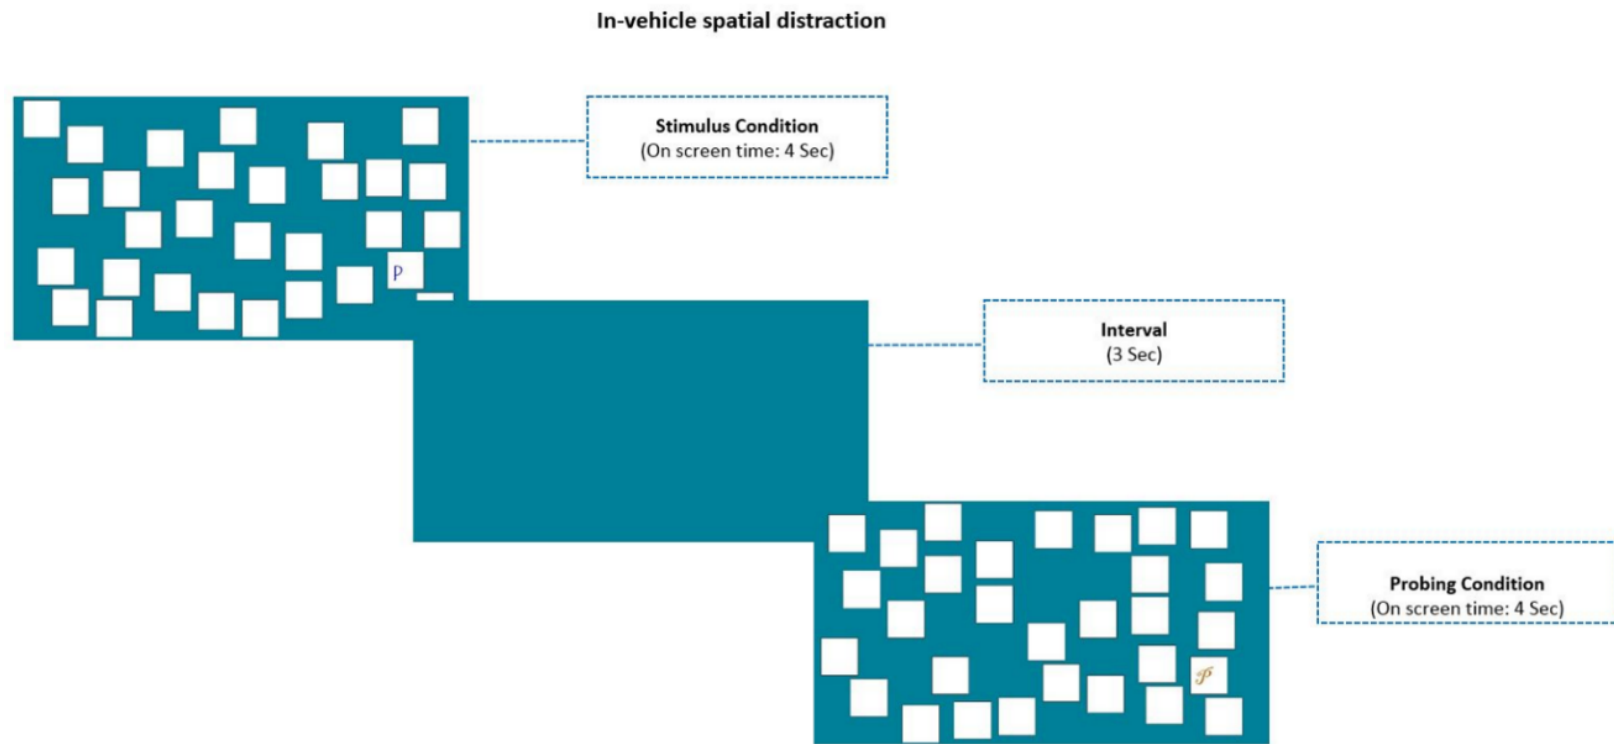 In-vehicle spatial distraction
Stimulus Condition
(On screen time: 4 Sec)
P
Interval
(3 Sec)
Probing Condition
(On screen time: 4 Sec)
P